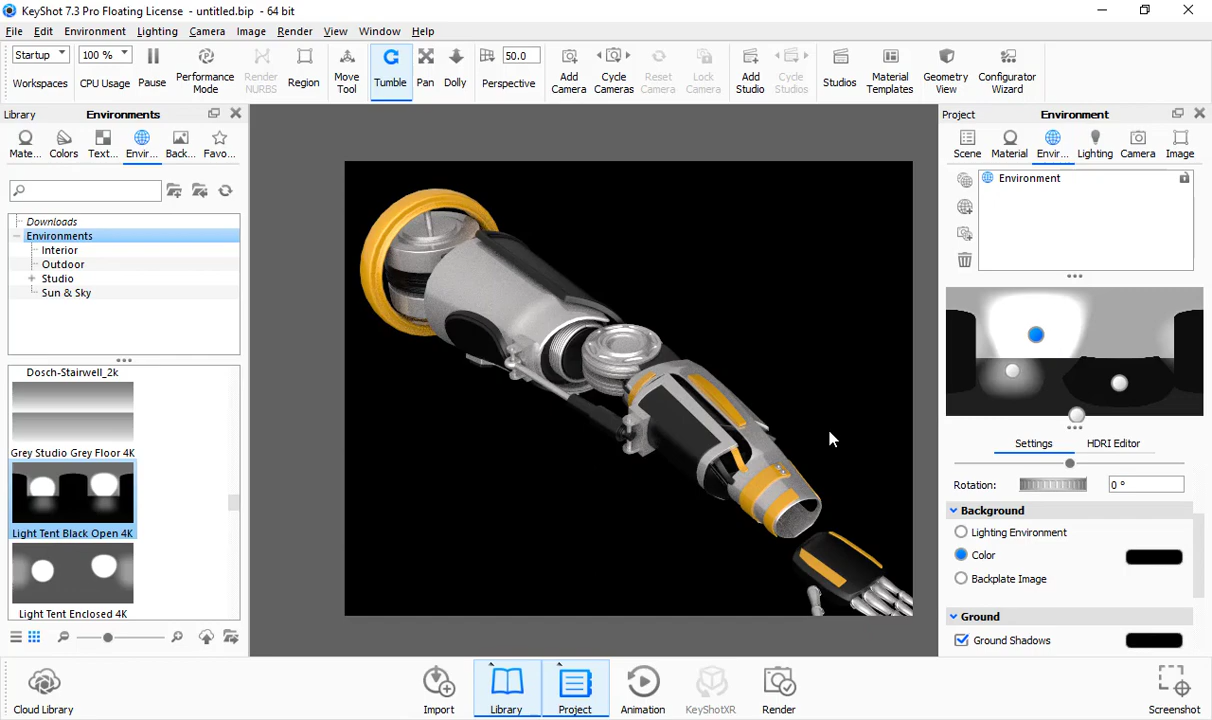 KeyShot 7.3 Pro Floating License - untitled.bip - 64 bit
File Edit Environment Lighting Camera Image Render View Window Help
Startup 100 % 50.0
Workspaces CPU Usage Pause Performance Mode Render NURBS Region Move Tool Tumble Pan Dolly Perspective Add Camera Cycle Cameras Reset Camera Lock Camera Add Studio Cycle Studios Studios Material Templates Geometry View Configurator Wizard
Library Environments
Mate... Colors Text... Envir... Back... Favo...
Downloads
Environments
Interior
Outdoor
Studio
Sun & Sky
Dosch-Stairwell_2k
Grey Studio Grey Floor 4K
Light Tent Black Open 4K
Light Tent Enclosed 4K
Project Environment
Scene Material Envir... Lighting Camera Image
Environment
Settings HDRI Editor
Rotation: 0 °
Background
Lighting Environment
Color
Backplate Image
Ground
Ground Shadows
Cloud Library Import Library Project Animation KeyShotXR Render Screenshot